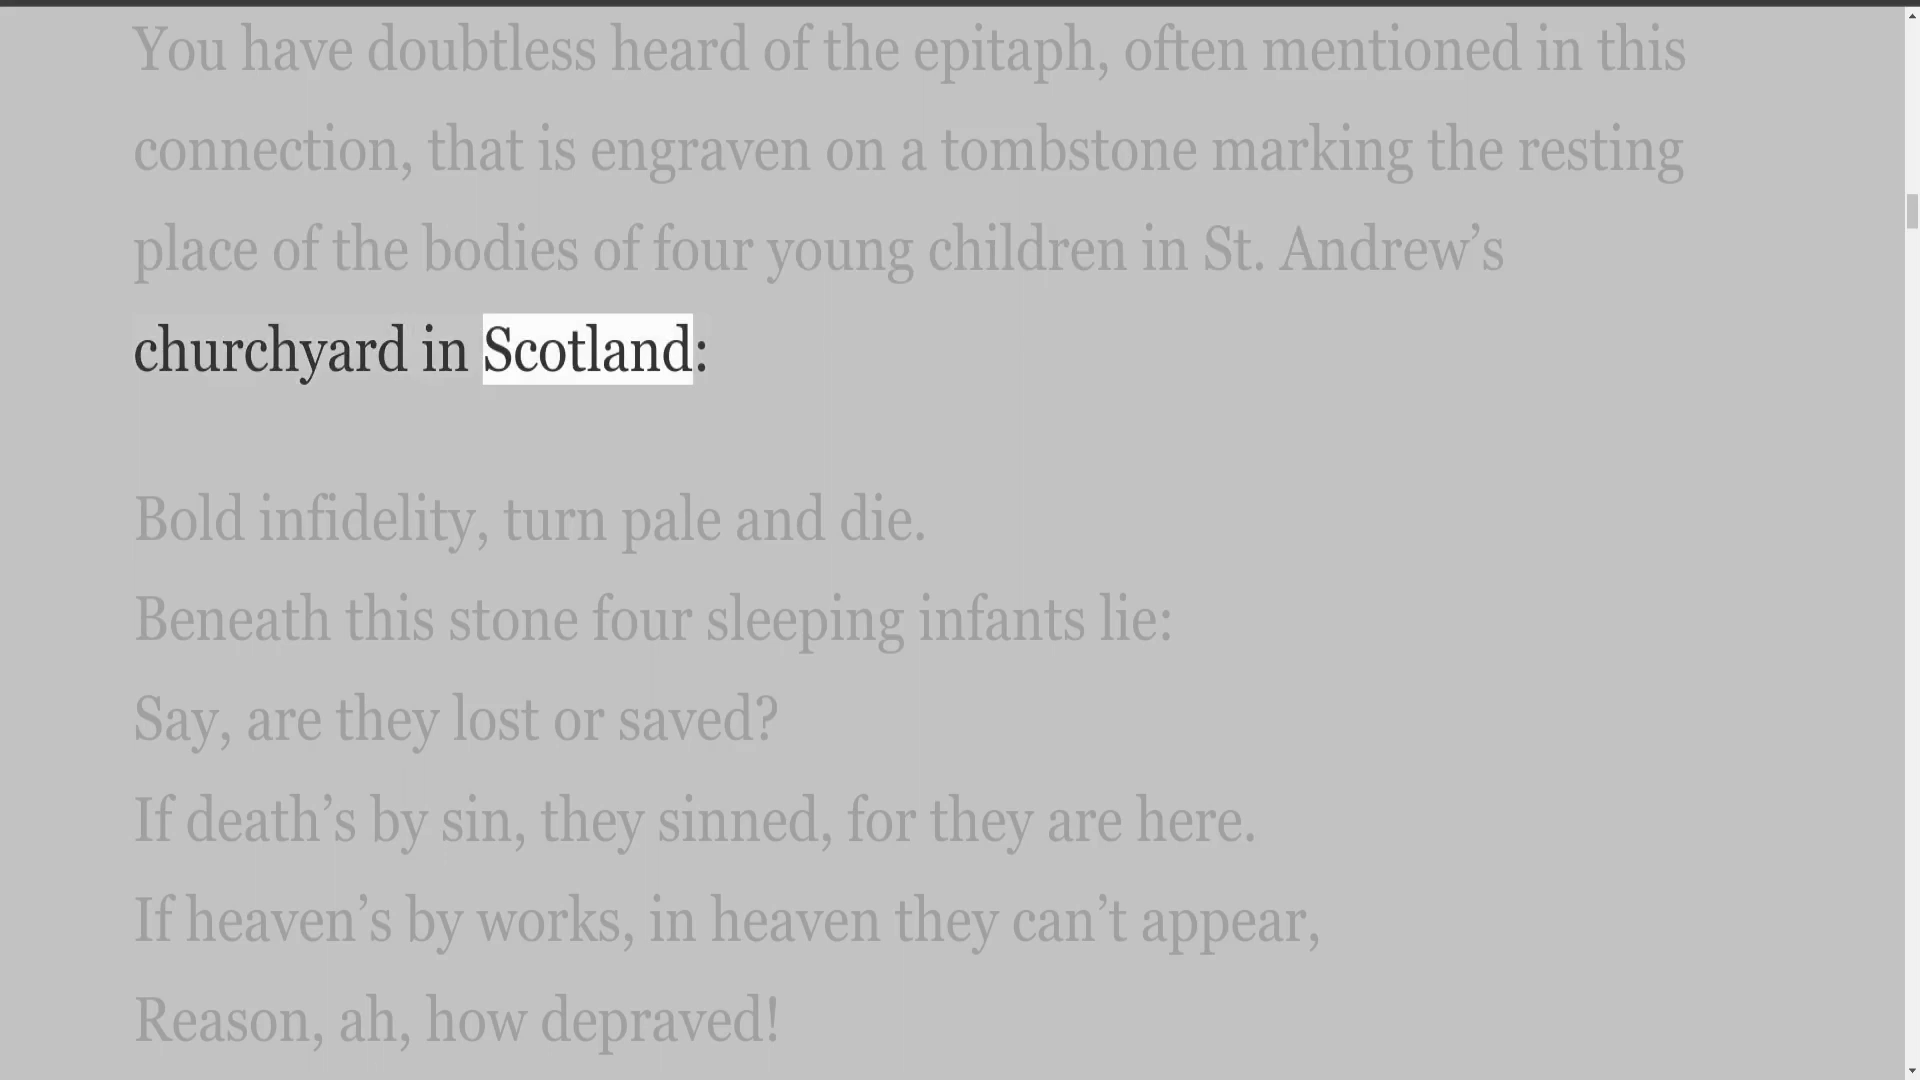 You have doubtless heard of the epitaph, often mentioned in this
connection, that is engraven on a tombstone marking the resting
place of the bodies of four young children in St. Andrew’s
churchyard in Scotland:
Bold infidelity, turn pale and die.
Beneath this stone four sleeping infants lie:
Say, are they lost or saved?
If death’s by sin, they sinned, for they are here.
If heaven’s by works, in heaven they can’t appear,
Reason, ah, how depraved!